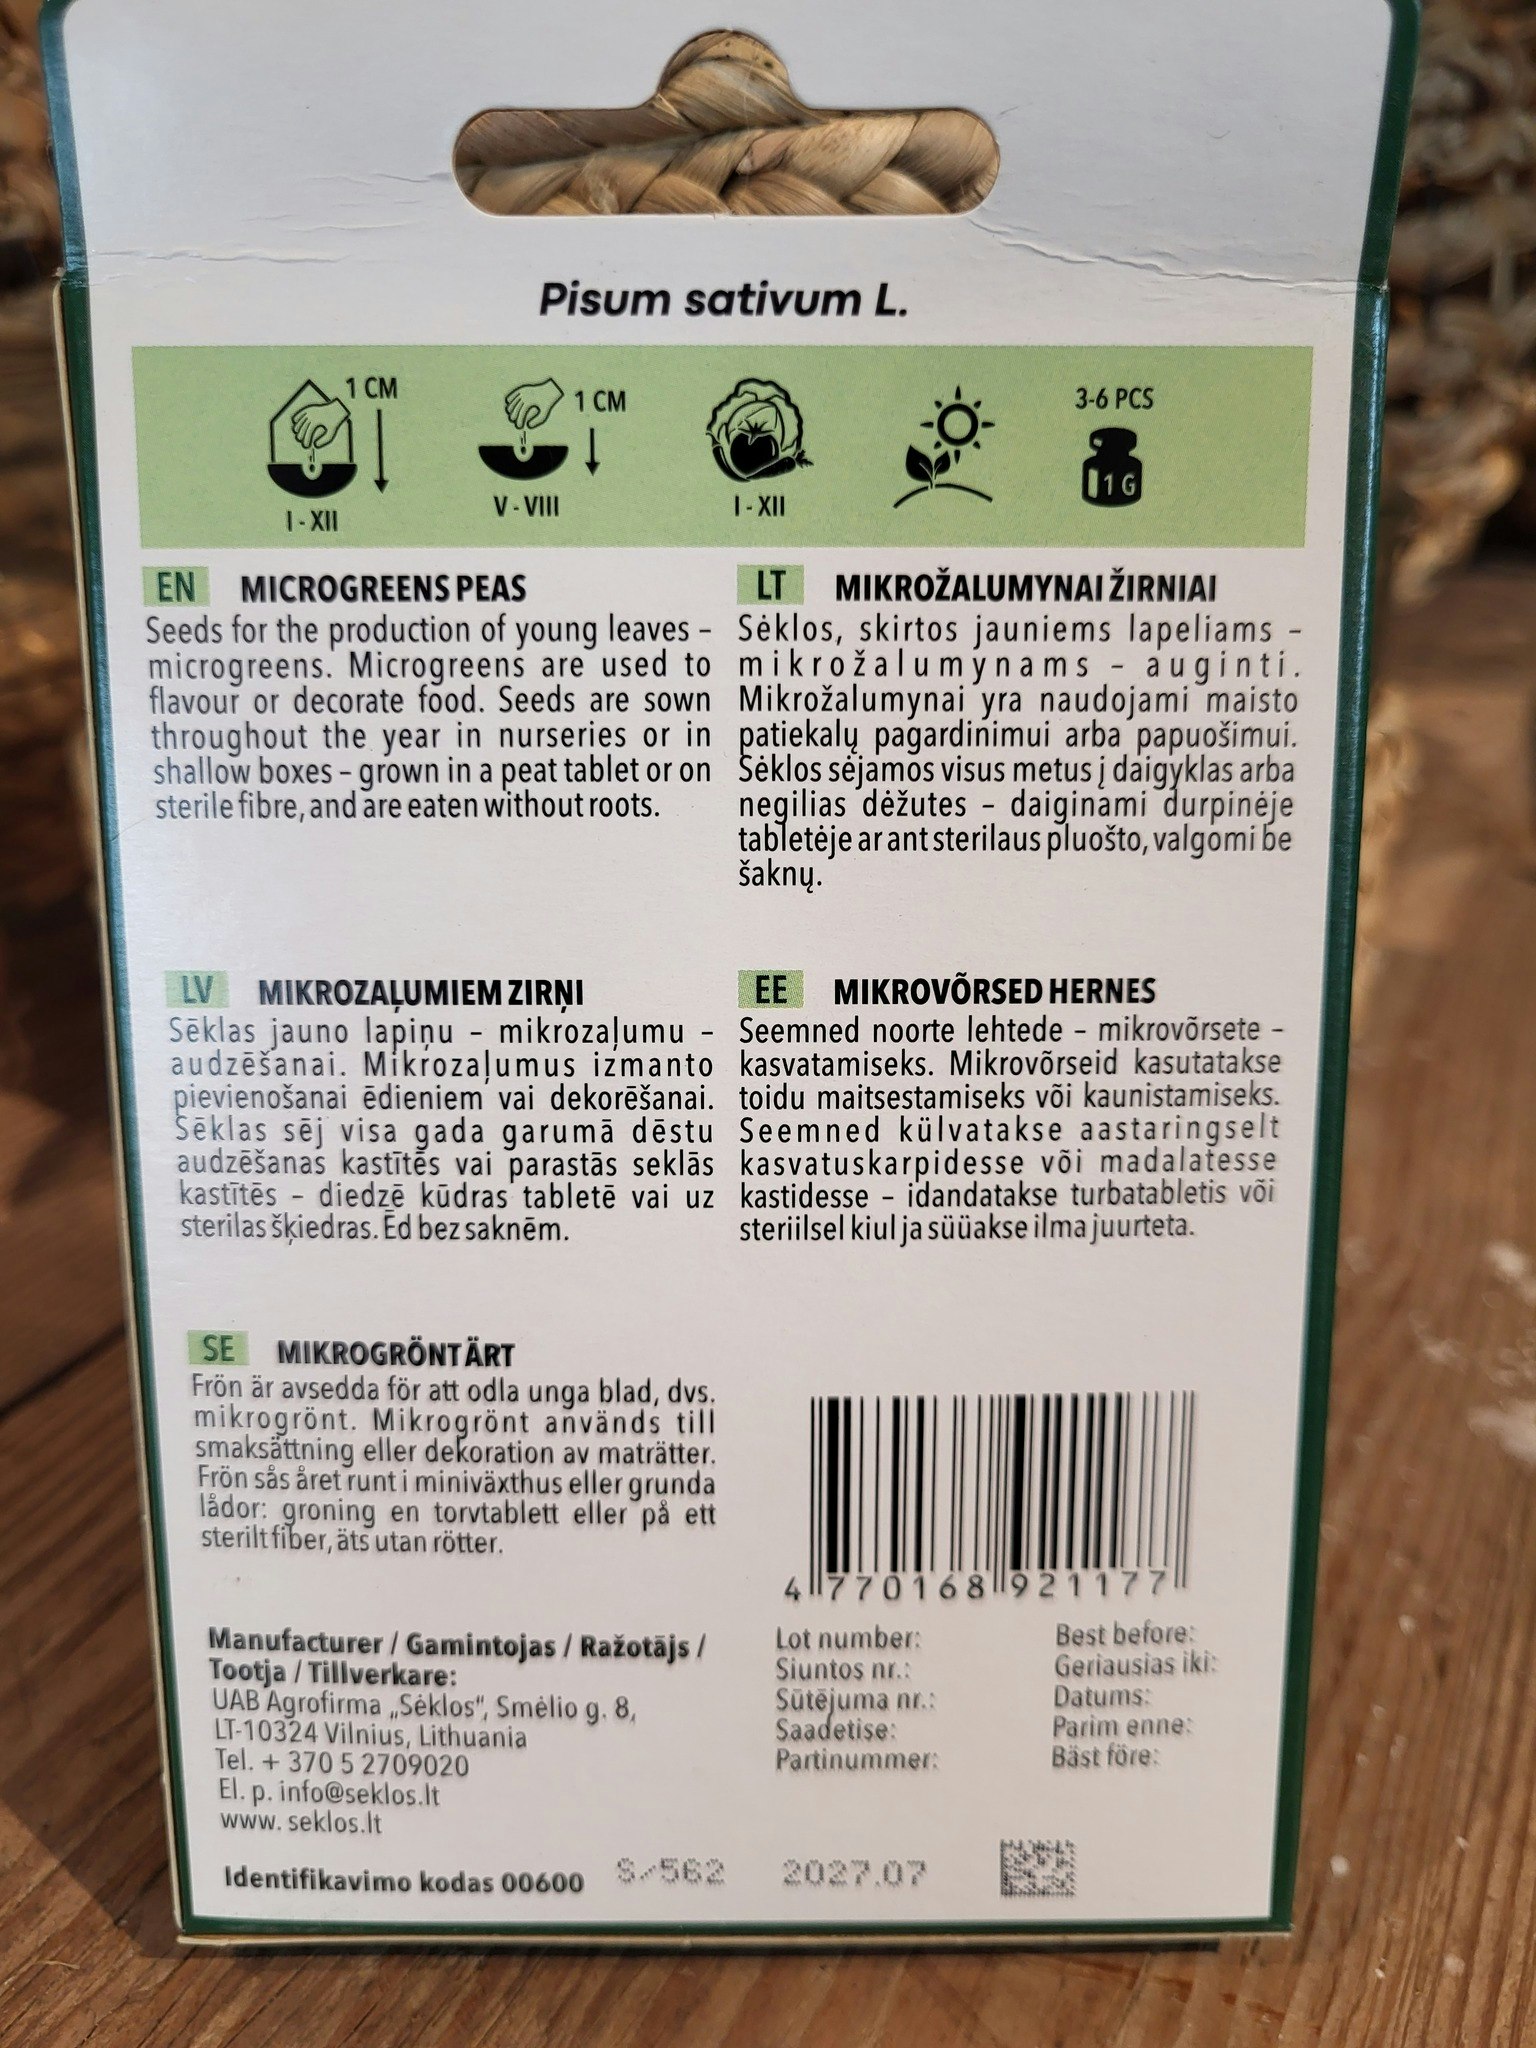 Pisum sativum L.
1 CM
I - XII
1 CM
V - VIII
I - XII
3-6 PCS
1 G
EN MICROGREENS PEAS
Seeds for the production of young leaves –
microgreens. Microgreens are used to
flavour or decorate food. Seeds are sown
throughout the year in nurseries or in
shallow boxes – grown in a peat tablet or on
sterile fibre, and are eaten without roots.
LT MIKROŽALUMYNAI ŽIRNIAI
Sėklos, skirtos jauniems lapeliams –
mikrožalumynams – auginti.
Mikrožalumynai yra naudojami maisto
patiekalų pagardinimui arba papuošimui.
Sėklos sėjamos visus metus į daigyklas arba
negilias dėžutes – daiginami durpinėje
tabletėje ar ant sterilaus pluošto, valgomi be
šaknų.
LV MIKROZAĻUMIEM ZIRŅI
Sēklas jauno lapiņu – mikrozaļumu –
audzēšanai. Mikrozaļumus izmanto
pievienošanai ēdieniem vai dekorēšanai.
Sēklas sēj visa gada garumā dēstu
audzēšanas kastītēs vai parastās seklās
kastītēs – diedzē kūdras tabletē vai uz
sterilas šķiedras. Ēd bez saknēm.
EE MIKROVÕRSED HERNES
Seemned noorte lehtede – mikrovõrsete –
kasvatamiseks. Mikrovõrseid kasutatakse
toidu maitsestamiseks või kaunistamiseks.
Seemned külvatakse aastaringselt
kasvatuskarpidesse või madalatesse
kastidesse – idandatakse turbatabletis või
steriilsel kiul ja süüakse ilma juurteta.
SE MIKROGRÖNT ÄRT
Frön är avsedda för att odla unga blad, dvs.
mikrogrönt. Mikrogrönt används till
smaksättning eller dekoration av maträtter.
Frön sås året runt i miniväxthus eller grunda
lådor: groning en torvtablett eller på ett
sterilt fiber, äts utan rötter.
4 770168 921177
Manufacturer / Gamintojas / Ražotājs /
Tootja / Tillverkare:
UAB Agrofirma „Sėklos“, Smėlio g. 8,
LT-10324 Vilnius, Lithuania
Tel. + 370 5 2709020
El. p. info@seklos.lt
www. seklos.lt
Identifikavimo kodas 00600
Lot number:
Siuntos nr.:
Sūtējuma nr.:
Saadetise:
Partinummer:
Best before:
Geriausias iki:
Datums:
Parim enne:
Bäst före:
S/562 2027.07